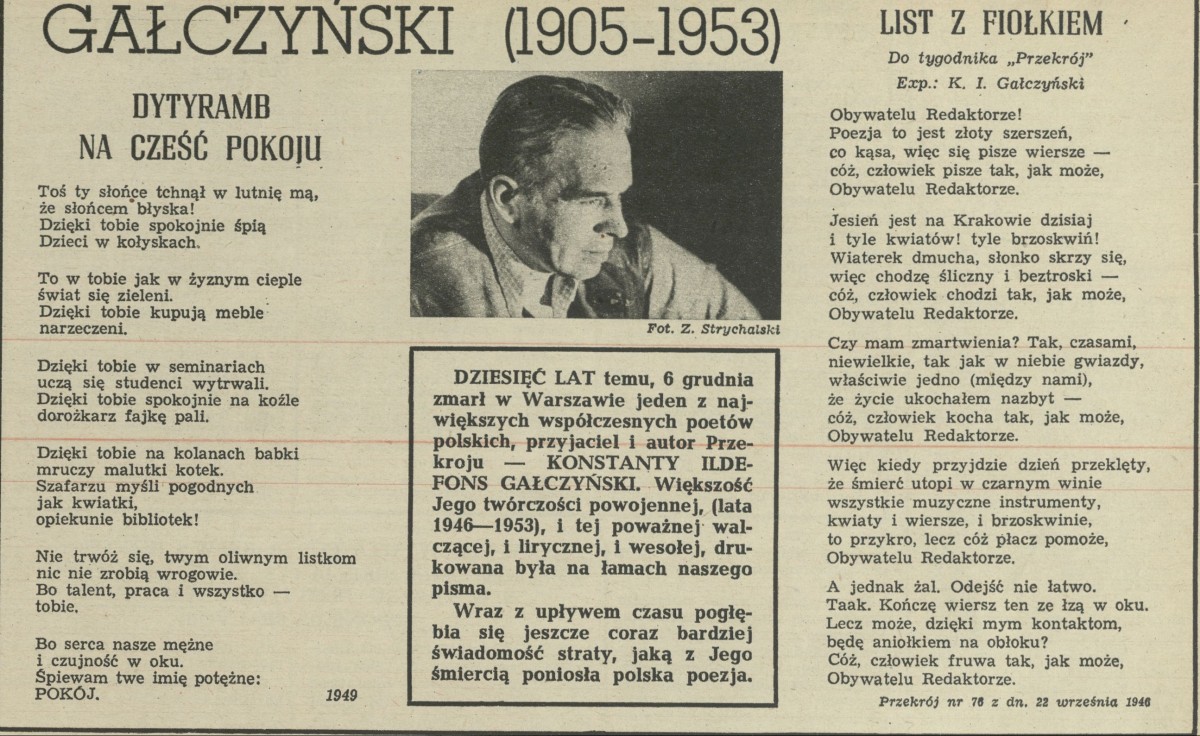 GAŁCZYŃSKI (1905-1953)
DYTYRAMB
NA CZEŚĆ POKOJU
Toś ty słońce tchnął w lutnię mą,
że słońcem błyska!
Dzięki tobie spokojnie śpią
Dzieci w kołyskach.
To w tobie jak w żyznym cieple
świat się zieleni.
Dzięki tobie kupują meble
narzeczeni.
Dzięki tobie w seminariach
uczą się studenci wytrwali.
Dzięki tobie spokojnie na koźle
dorożkarz fajkę pali.
Dzięki tobie na kolanach babki
mruczy malutki kotek.
Szafarzu myśli pogodnych
jak kwiatki,
opiekunie bibliotek!
Nie trwóż się, twym oliwnym listkom
nic nie zrobią wrogowie.
Bo talent, praca i wszystko —
tobie.
Bo serca nasze mężne
i czujność w oku.
Śpiewam twe imię potężne:
POKÓJ. 1949
Fot. Z. Strychalski
DZIESIĘĆ LAT temu, 6 grudnia
zmarł w Warszawie jeden z naj-
większych współczesnych poetów
polskich, przyjaciel i autor Prze-
kroju — KONSTANTY ILDE-
FONS GAŁCZYŃSKI. Większość
Jego twórczości powojennej, (lata
1946—1953), i tej poważnej wal-
czącej, i lirycznej, i wesołej, dru-
kowana była na łamach naszego
pisma.
Wraz z upływem czasu pogłę-
bia się jeszcze coraz bardziej
świadomość straty, jaką z Jego
śmiercią poniosła polska poezja.
LIST Z FIOŁKIEM
Do tygodnika „Przekrój”
Exp.: K. I. Gałczyński
Obywatelu Redaktorze!
Poezja to jest złoty szerszeń,
co kąsa, więc się pisze wiersze —
cóż, człowiek pisze tak, jak może,
Obywatelu Redaktorze.
Jesień jest na Krakowie dzisiaj
i tyle kwiatów! tyle brzoskwiń!
Wiaterek dmucha, słonko skrzy się,
więc chodzę śliczny i beztroski —
cóż, człowiek chodzi tak, jak może,
Obywatelu Redaktorze.
Czy mam zmartwienia? Tak, czasami,
niewielkie, tak jak w niebie gwiazdy,
właściwie jedno (między nami),
że życie ukochałem nazbyt —
cóż, człowiek kocha tak, jak może,
Obywatelu Redaktorze.
Więc kiedy przyjdzie dzień przeklęty,
że śmierć utopi w czarnym winie
wszystkie muzyczne instrumenty,
kwiaty i wiersze, i brzoskwinie,
to przykro, lecz cóż płacz pomoże,
Obywatelu Redaktorze.
A jednak żal. Odejść nie łatwo.
Taak. Kończę wiersz ten ze łzą w oku.
Lecz może, dzięki mym kontaktom,
będę aniołkiem na obłoku?
Cóż, człowiek fruwa tak, jak może,
Obywatelu Redaktorze.
Przekrój nr 76 z dn. 22 września 1946